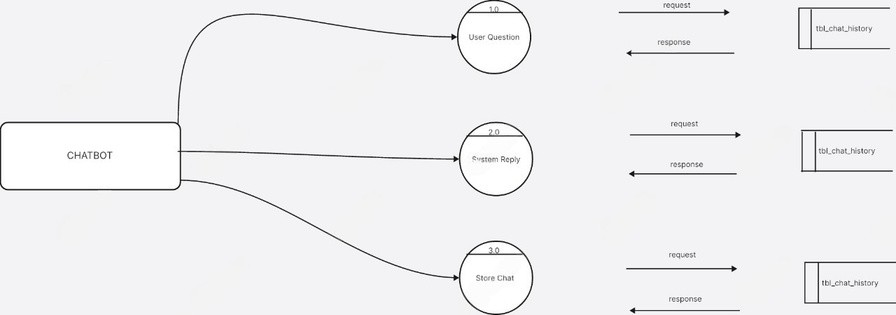 1.0
request
User Question
tbl_chat_history
response
CHATBOT
2.0
request
System Reply
tbl_chat_history
response
3.0
request
Store Chat
tbl_chat_history
response